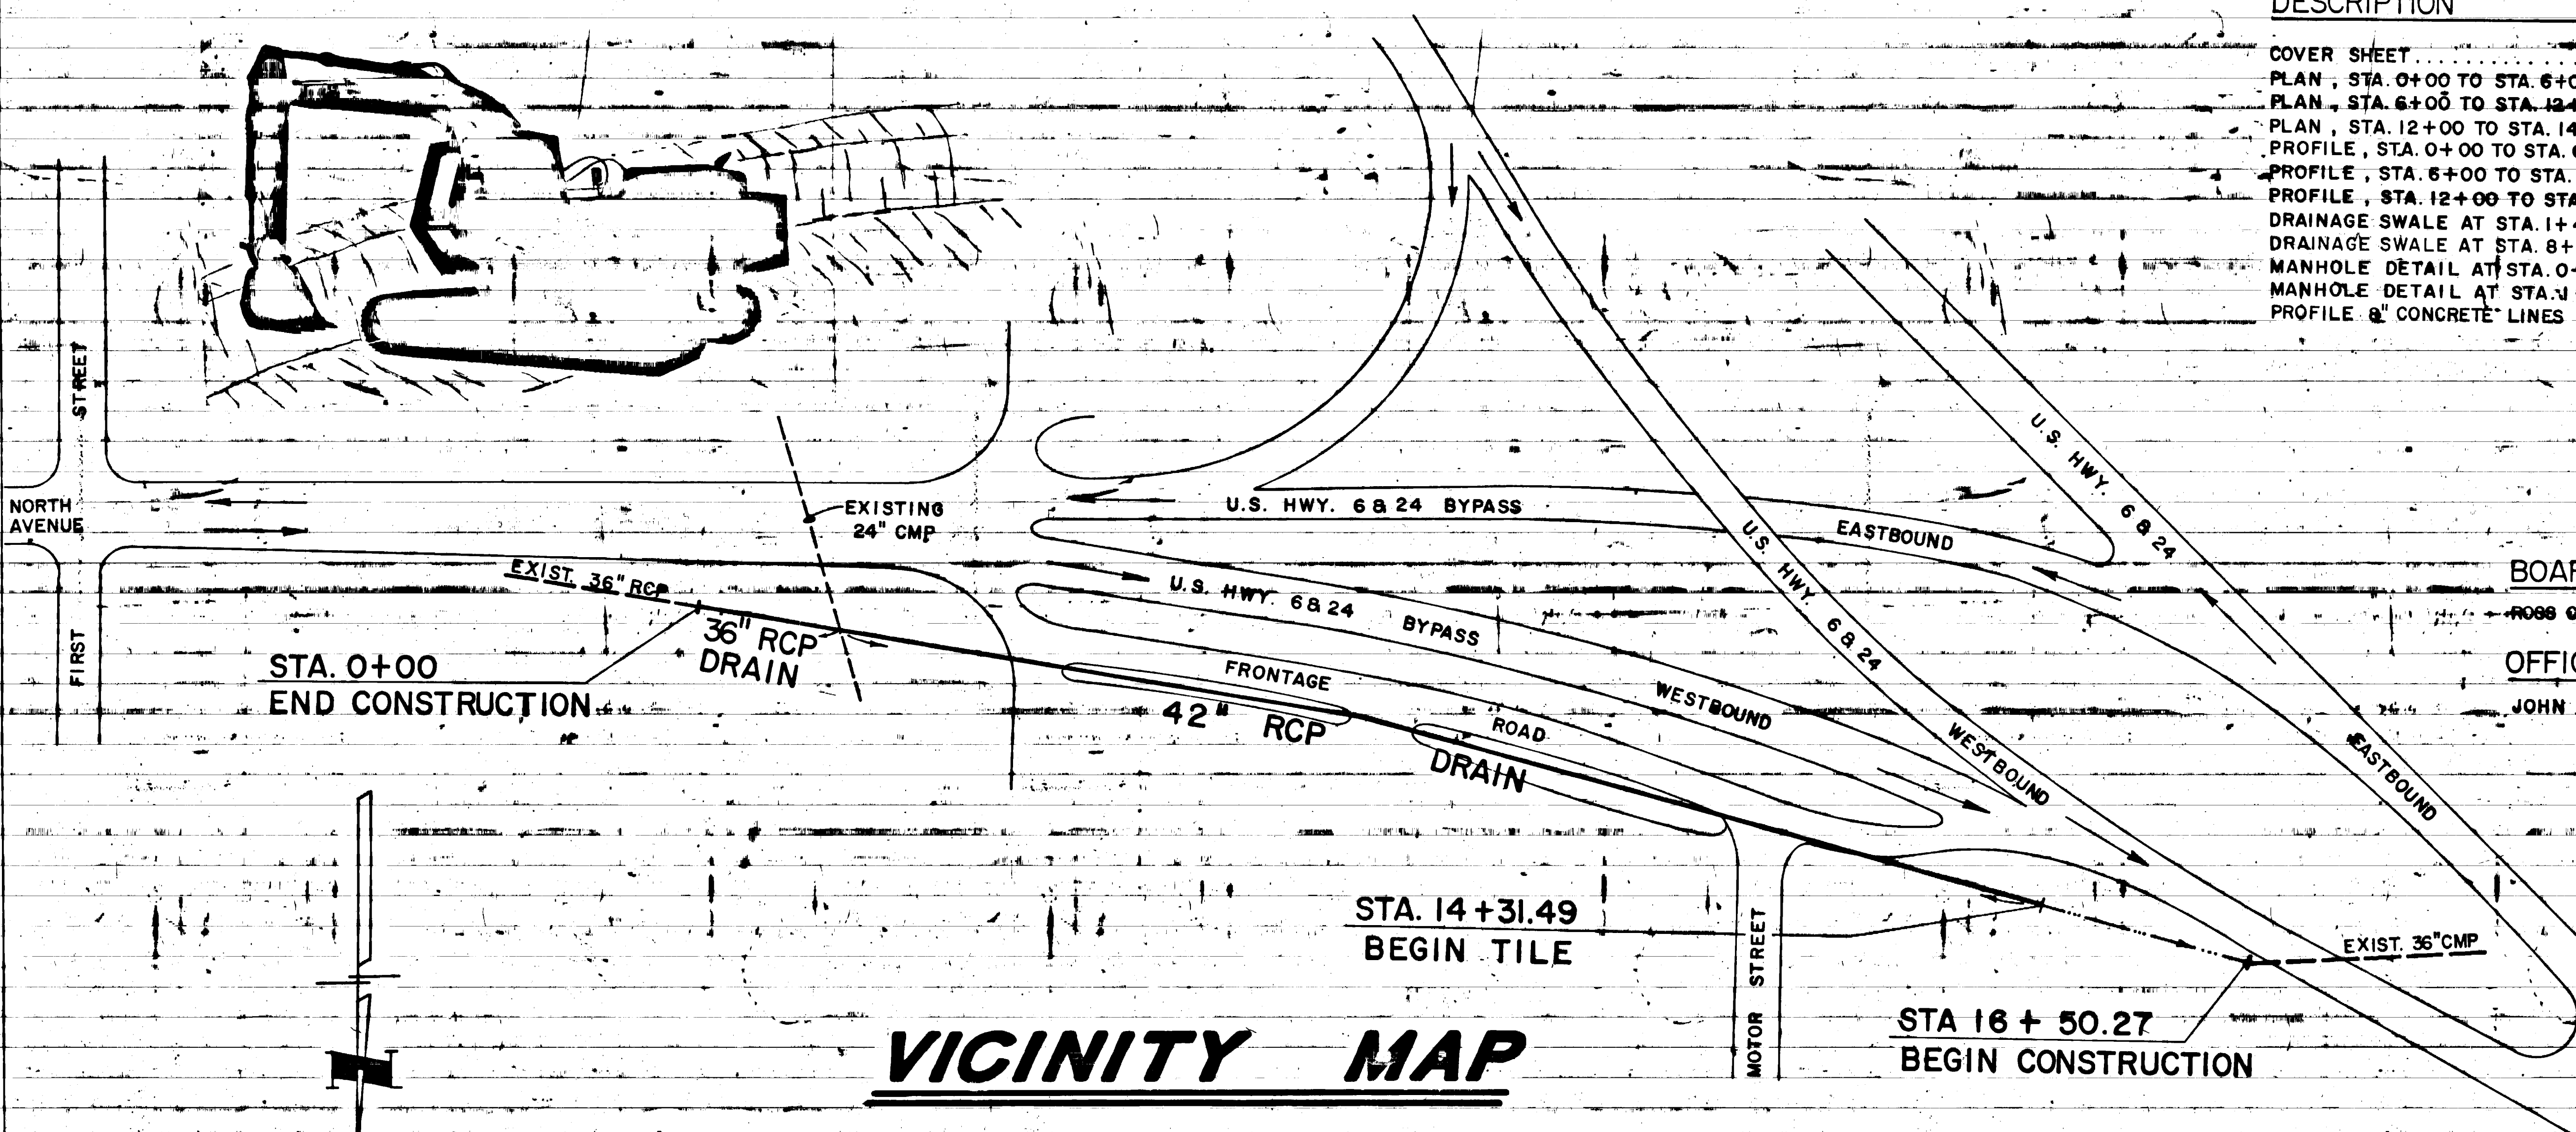 DESCRIPTION
COVER SHEET............
PLAN, STA. 0+00 TO STA. 6+0
PLAN, STA. 6+00 TO STA. 12+
PLAN, STA. 12+00 TO STA. 14
PROFILE, STA. 0+00 TO STA.
PROFILE, STA. 6+00 TO STA.
PROFILE, STA. 12+00 TO STA
DRAINAGE SWALE AT STA. 1+
DRAINAGE SWALE AT STA. 8+
MANHOLE DETAIL AT STA. 0
MANHOLE DETAIL AT STA.
PROFILE 8" CONCRETE LINES
STREET
NORTH
AVENUE
FIRST
EXISTING
24" CMP
EXIST. 36" RCP
36" RCP
DRAIN
STA. 0+00
END CONSTRUCTION
U.S. HWY. 6 & 24 BYPASS
EASTBOUND
U.S. HWY. 6 & 24
U.S. HWY. 6 & 24
WESTBOUND
U.S. HWY. 6 & 24 BYPASS
WESTBOUND
FRONTAGE
ROAD
42" RCP
DRAIN
EASTBOUND
BOAR
ROSS
OFFIC
JOHN
STA. 14+31.49
BEGIN TILE
MOTOR STREET
EXIST. 36" CMP
STA 16 + 50.27
BEGIN CONSTRUCTION
N
VICINITY MAP